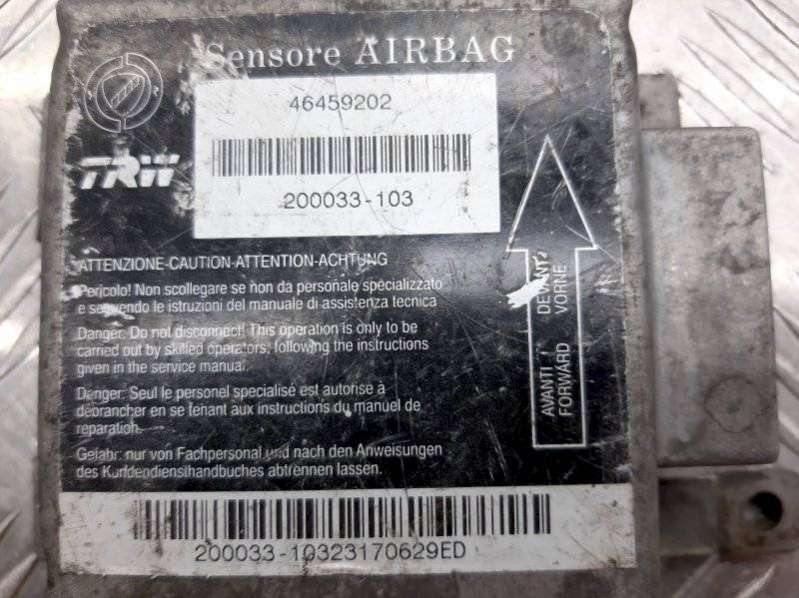 Sensore AIRBAG
46459202
TRW
200033-103
ATTENZIONE-CAUTION-ATTENTION-ACHTUNG
Pericolo! Non scollegare se non da personale specializzato
e seguendo le istruzioni del manuale di assistenza tecnica
Danger: Do not disconnect! This operation is only to be
carried out by skilled operators, following the instructions
given in the service manual.
Danger: Seul le personel specialisé est autorise à
débrancher en se tenant aux instructions du manuel de
reparation.
Gefahr: nur von Fachpersonal und nach den Anweisungen
des Kundendiensthandbuches abtrennen lassen.
AVANTI DEVANT
FORWARD VORNE
200033-10323170629ED